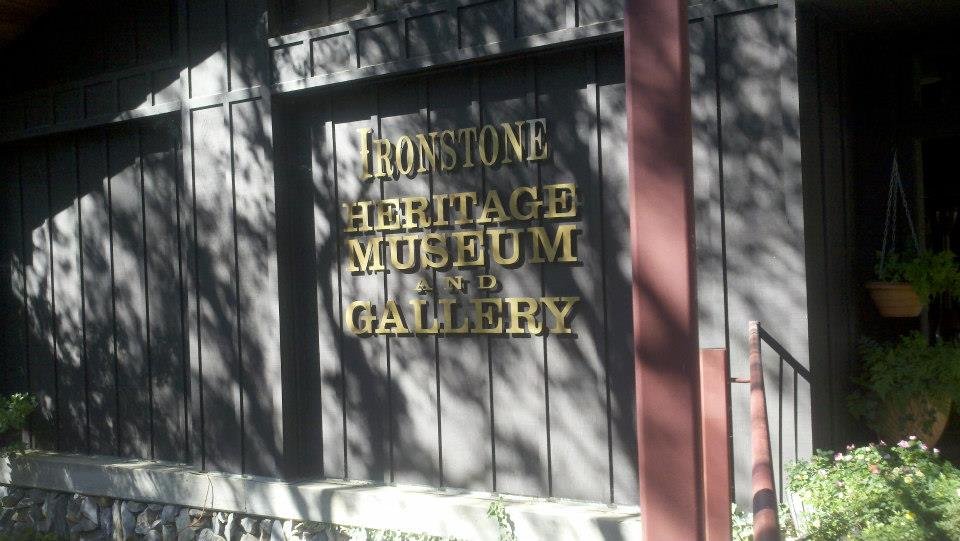 IRONSTONE
HERITAGE
MUSEUM
AND
GALLERY